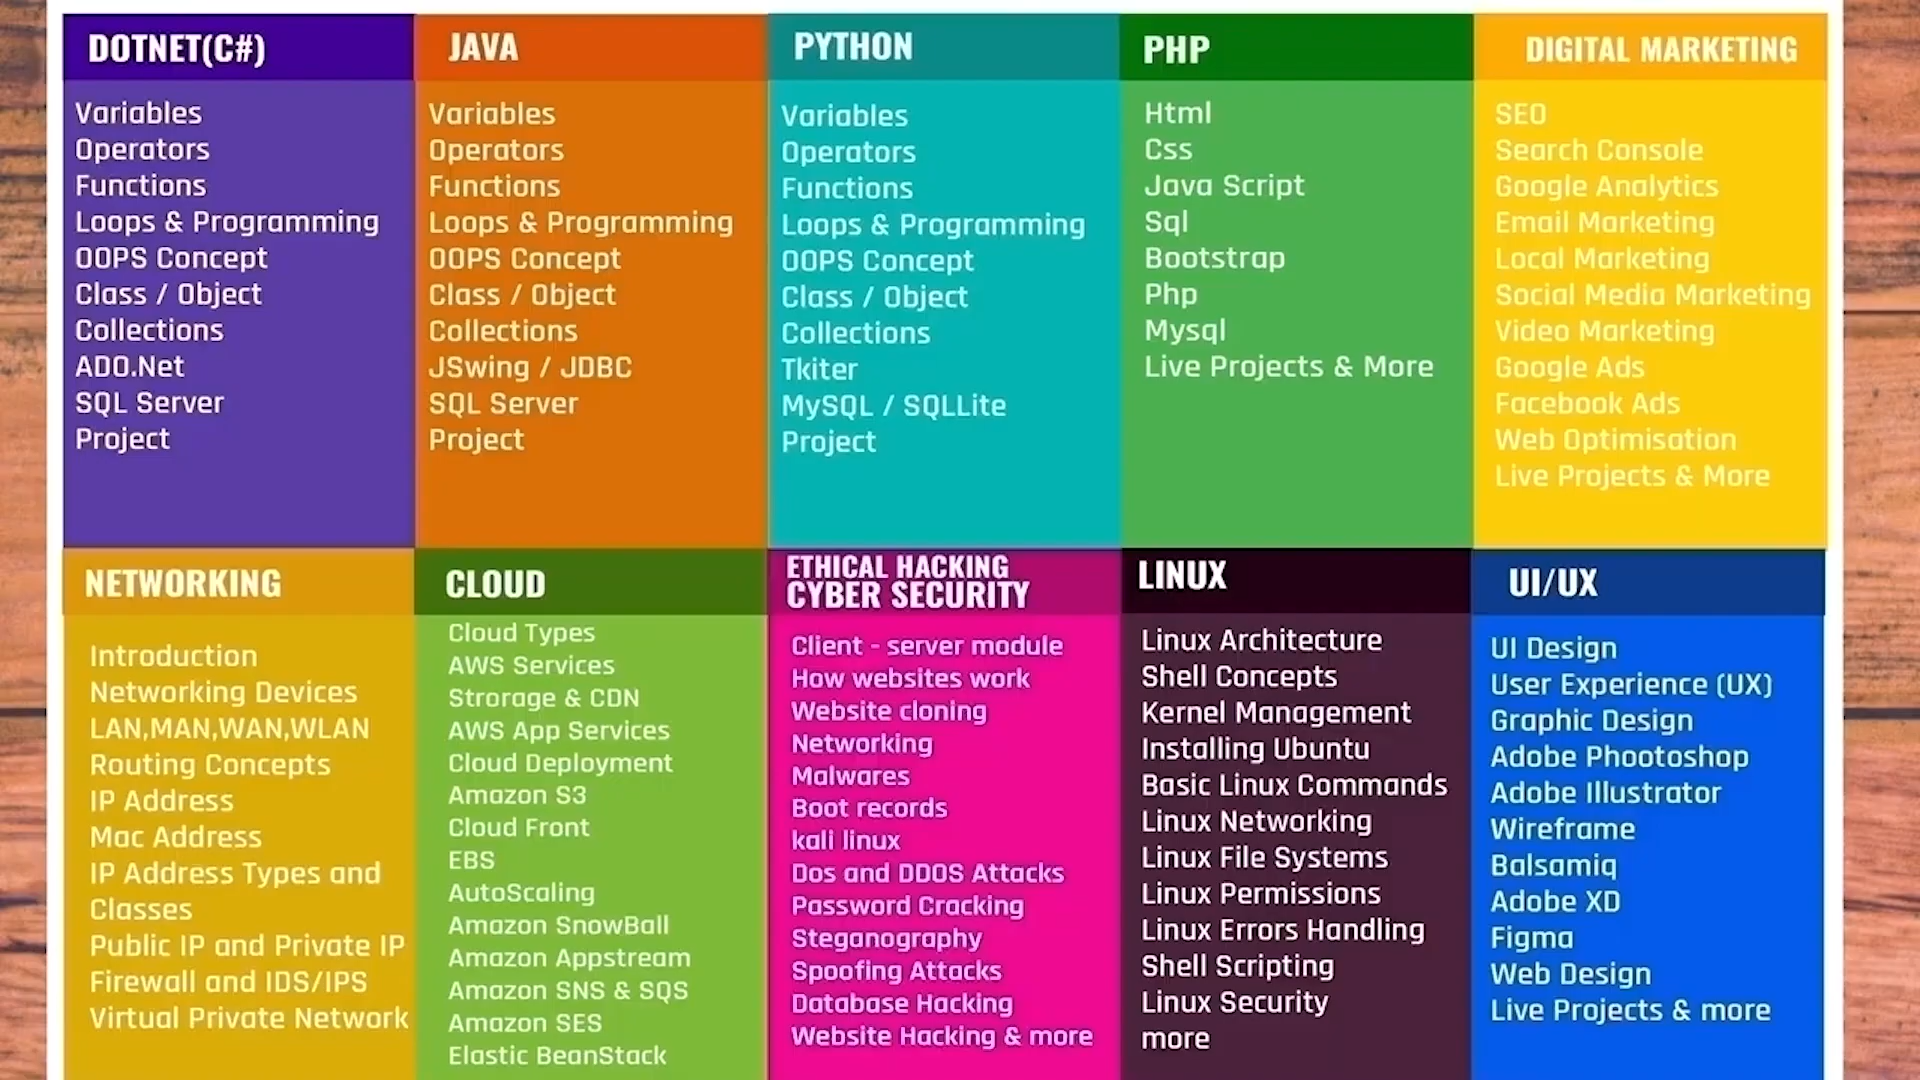 DOTNET(C#)
Variables
Operators
Functions
Loops & Programming
OOPS Concept
Class / Object
Collections
ADO.Net
SQL Server
Project
JAVA
Variables
Operators
Functions
Loops & Programming
OOPS Concept
Class / Object
Collections
JSwing / JDBC
SQL Server
Project
PYTHON
Variables
Operators
Functions
Loops & Programming
OOPS Concept
Class / Object
Collections
Tkiter
MySQL / SQLLite
Project
PHP
Html
Css
Java Script
Sql
Bootstrap
Php
Mysql
Live Projects & More
DIGITAL MARKETING
SEO
Search Console
Google Analytics
Email Marketing
Local Marketing
Social Media Marketing
Video Marketing
Google Ads
Facebook Ads
Web Optimisation
Live Projects & More
NETWORKING
Introduction
Networking Devices
LAN,MAN,WAN,WLAN
Routing Concepts
IP Address
Mac Address
IP Address Types and
Classes
Public IP and Private IP
Firewall and IDS/IPS
Virtual Private Network
CLOUD
Cloud Types
AWS Services
Strorage & CDN
AWS App Services
Cloud Deployment
Amazon S3
Cloud Front
EBS
AutoScaling
Amazon SnowBall
Amazon Appstream
Amazon SNS & SQS
Amazon SES
Elastic BeanStack
ETHICAL HACKING
CYBER SECURITY
Client - server module
How websites work
Website cloning
Networking
Malwares
Boot records
kali linux
Dos and DDOS Attacks
Password Cracking
Steganography
Spoofing Attacks
Database Hacking
Website Hacking & more
LINUX
Linux Architecture
Shell Concepts
Kernel Management
Installing Ubuntu
Basic Linux Commands
Linux Networking
Linux File Systems
Linux Permissions
Linux Errors Handling
Shell Scripting
Linux Security
more
UI/UX
UI Design
User Experience (UX)
Graphic Design
Adobe Phootoshop
Adobe Illustrator
Wireframe
Balsamiq
Adobe XD
Figma
Web Design
Live Projects & more